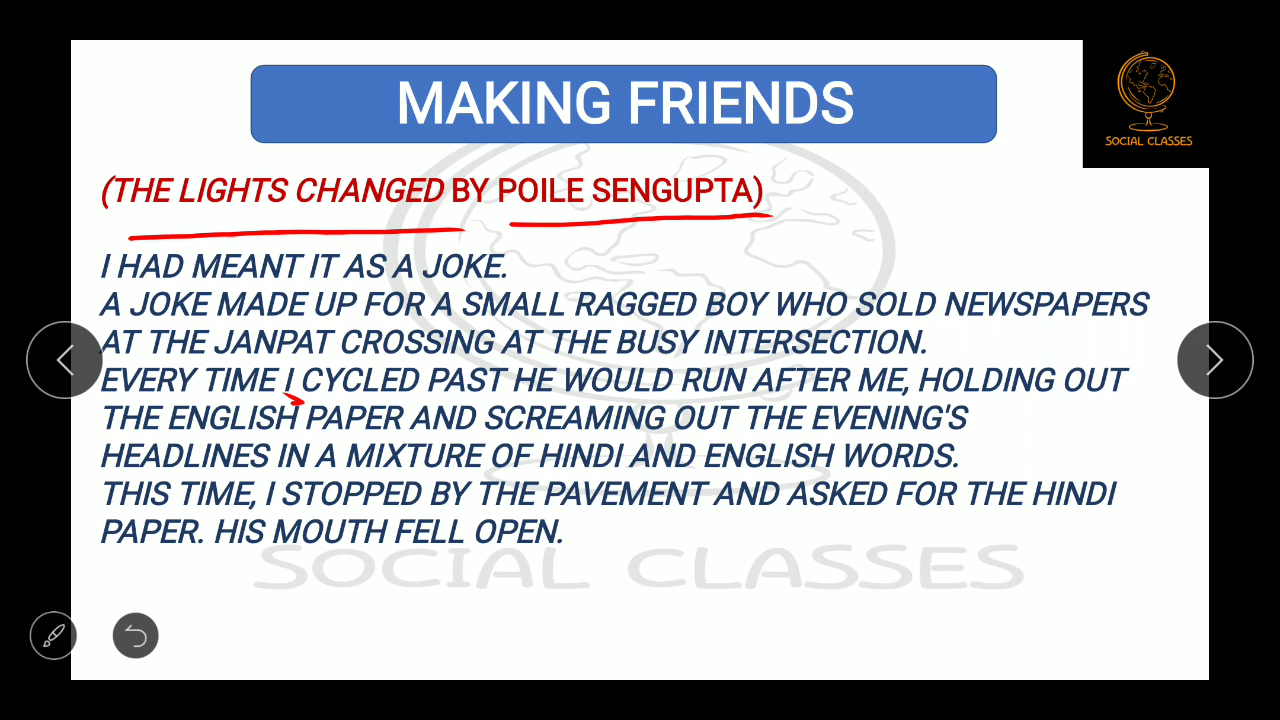 MAKING FRIENDS
SOCIAL CLASSES
(THE LIGHTS CHANGED BY POILE SENGUPTA)
I HAD MEANT IT AS A JOKE.
A JOKE MADE UP FOR A SMALL RAGGED BOY WHO SOLD NEWSPAPERS
AT THE JANPAT CROSSING AT THE BUSY INTERSECTION.
EVERY TIME I CYCLED PAST HE WOULD RUN AFTER ME, HOLDING OUT
THE ENGLISH PAPER AND SCREAMING OUT THE EVENING'S
HEADLINES IN A MIXTURE OF HINDI AND ENGLISH WORDS.
THIS TIME, I STOPPED BY THE PAVEMENT AND ASKED FOR THE HINDI
PAPER. HIS MOUTH FELL OPEN.
SOCIAL CLASSES